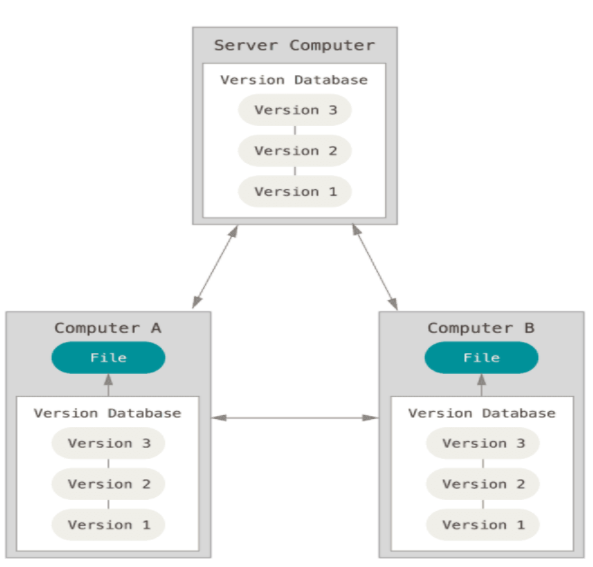 Server Computer
Version Database
Version 3
Version 2
Version 1
Computer A
File
Version Database
Version 3
Version 2
Version 1
Computer B
File
Version Database
Version 3
Version 2
Version 1